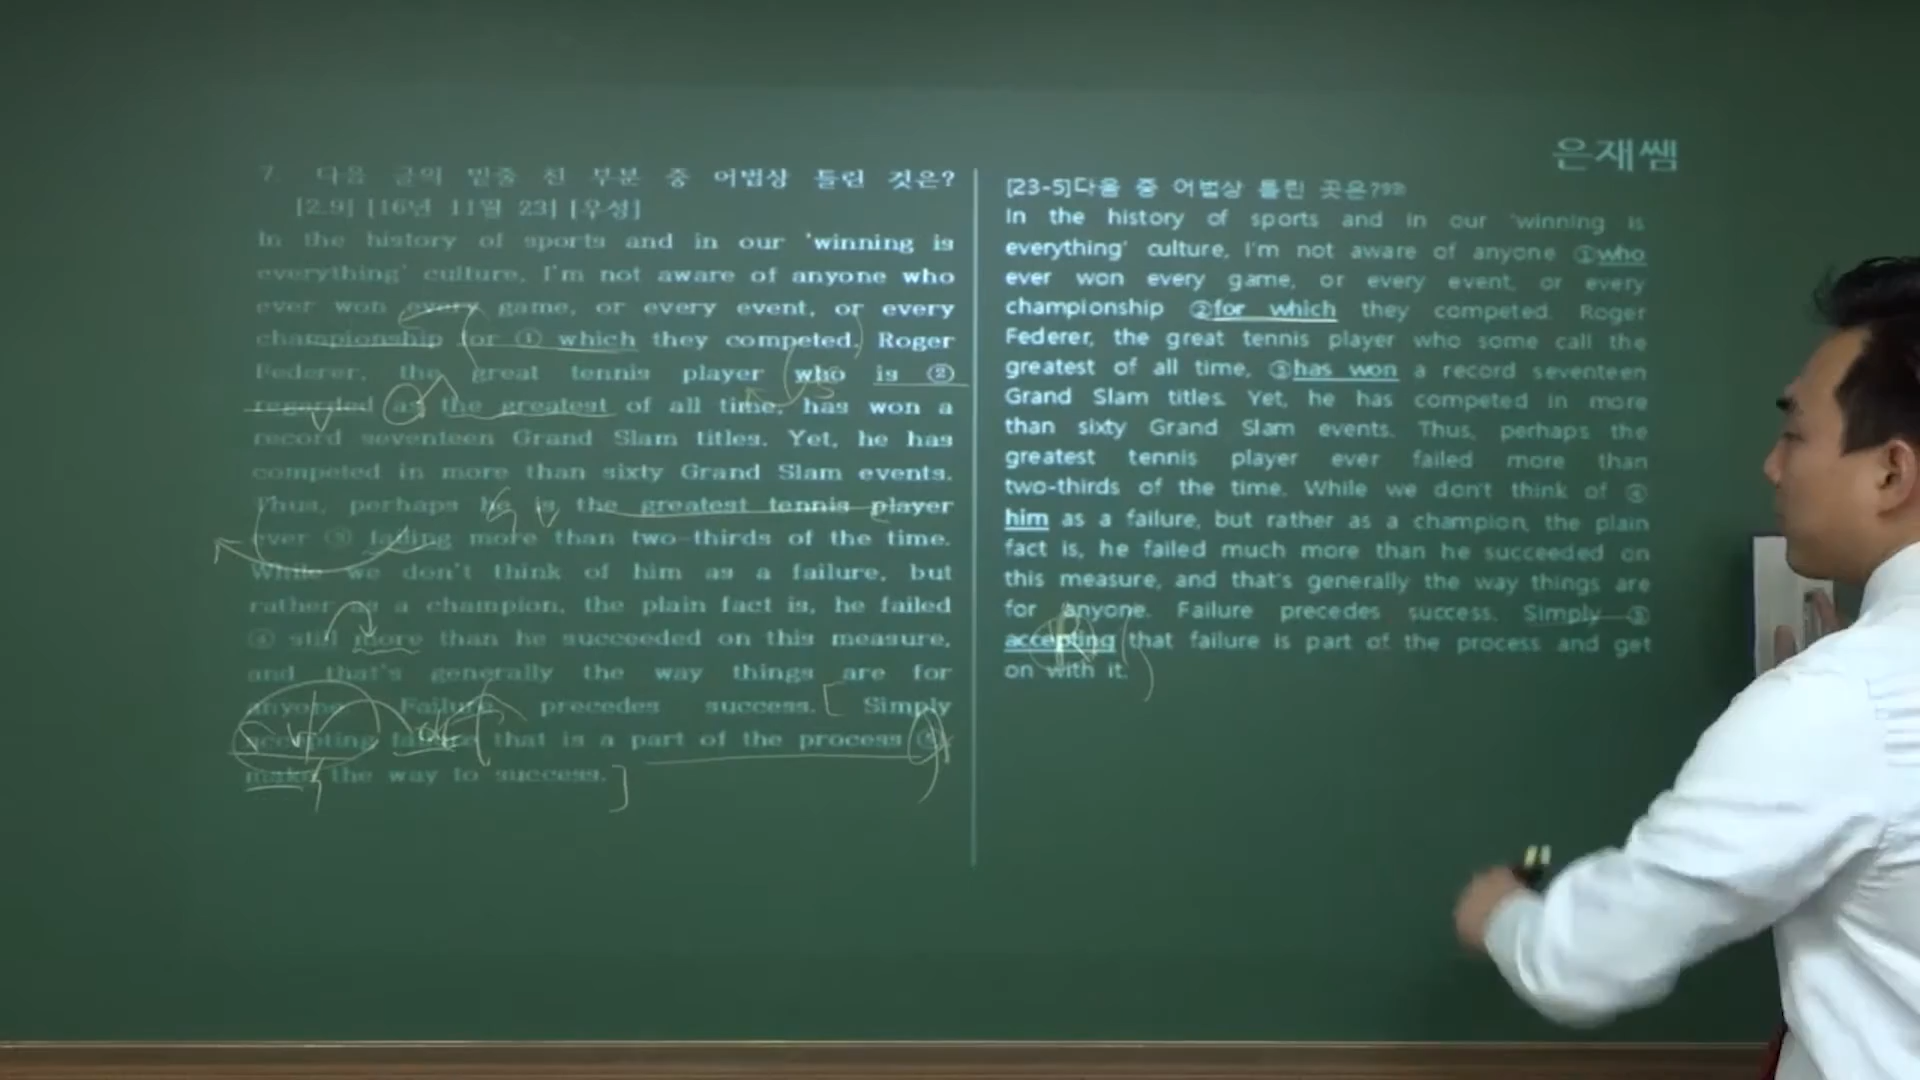 은재쌤
7. 다음 글의 밑줄 친 부분 중 어법상 틀린 것은?
[2.9] [16년 11월 23] [우성]
In the history of sports and in our 'winning is
everything' culture, I'm not aware of anyone who
ever won every game, or every event, or every
championship for ① which they competed. Roger
Federer, the great tennis player who is ②
regarded as the greatest of all time, has won a
record seventeen Grand Slam titles. Yet, he has
competed in more than sixty Grand Slam events.
Thus, perhaps he is the greatest tennis player
ever ③ failing more than two-thirds of the time.
While we don't think of him as a failure, but
rather as a champion, the plain fact is, he failed
④ still more than he succeeded on this measure,
and that's generally the way things are for
anyone. Failure precedes success. Simply
accepting failure that is a part of the process ⑤
make the way to success.
[23-5]다음 중 어법상 틀린 곳은?
In the history of sports and in our 'winning is
everything' culture, I'm not aware of anyone ①who
ever won every game, or every event, or every
championship ②for which they competed. Roger
Federer, the great tennis player who some call the
greatest of all time, ③has won a record seventeen
Grand Slam titles. Yet, he has competed in more
than sixty Grand Slam events. Thus, perhaps the
greatest tennis player ever failed more than
two-thirds of the time. While we don't think of ④
him as a failure, but rather as a champion, the plain
fact is, he failed much more than he succeeded on
this measure, and that's generally the way things are
for anyone. Failure precedes success. Simply ⑤
accepting that failure is part of the process and get
on with it.